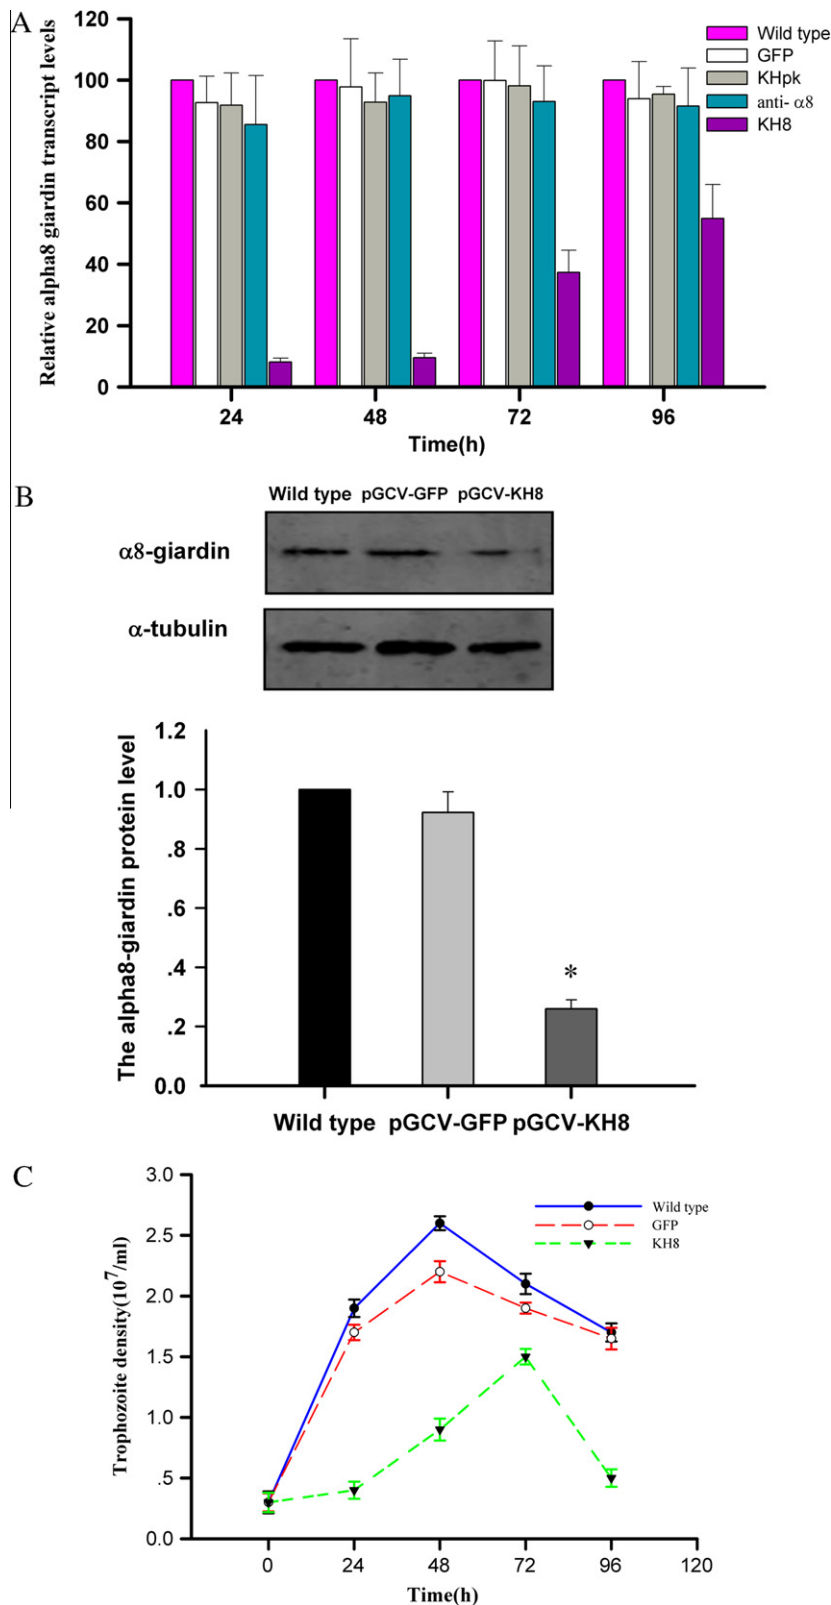 A
Relative alpha8 giardin transcript levels
120
100
80
60
40
20
0
24 48 72 96
Time(h)
Wild type
GFP
KHpk
anti- α8
KH8
B
Wild type pGCV-GFP pGCV-KH8
α8-giardin
α-tubulin
The alpha8-giardin protein level
1.2
1.0
.8
.6
.4
.2
0.0
*
Wild type pGCV-GFP pGCV-KH8
C
Trophozoite density(10⁷/ml)
3.0
2.5
2.0
1.5
1.0
.5
0.0
0 24 48 72 96 120
Time(h)
Wild type
GFP
KH8